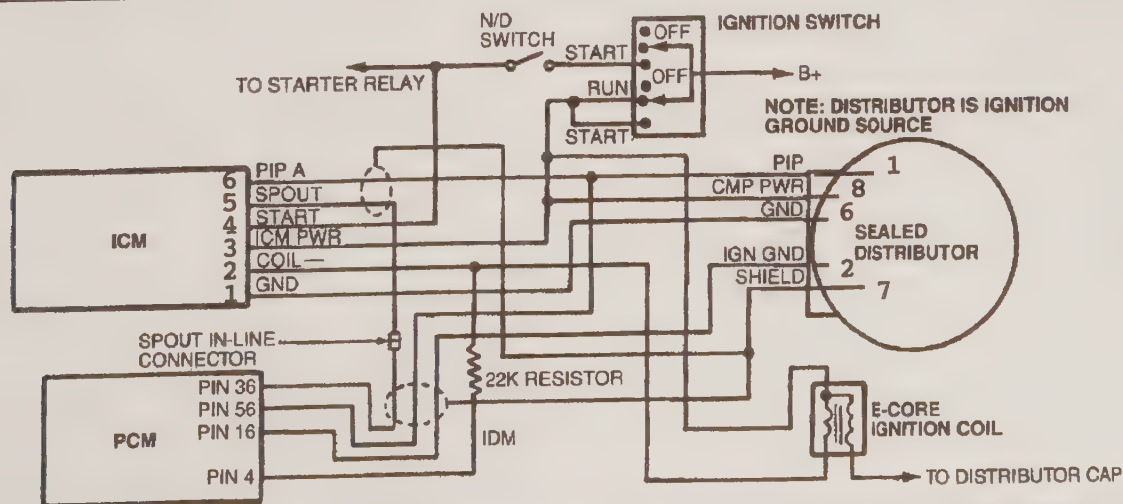 N/D
SWITCH
IGNITION SWITCH
OFF
START
OFF
B+
TO STARTER RELAY
RUN
START
NOTE: DISTRIBUTOR IS IGNITION
GROUND SOURCE
ICM
6 PIP A
5 SPOUT
4 START
3 ICM PWR
2 COIL —
1 GND
PIP 1
CMP PWR 8
GND 6
SEALED
DISTRIBUTOR
IGN GND 2
SHIELD 7
SPOUT IN-LINE
CONNECTOR
22K RESISTOR
PCM
PIN 36
PIN 56
PIN 16
PIN 4
IDM
E-CORE
IGNITION COIL
TO DISTRIBUTOR CAP